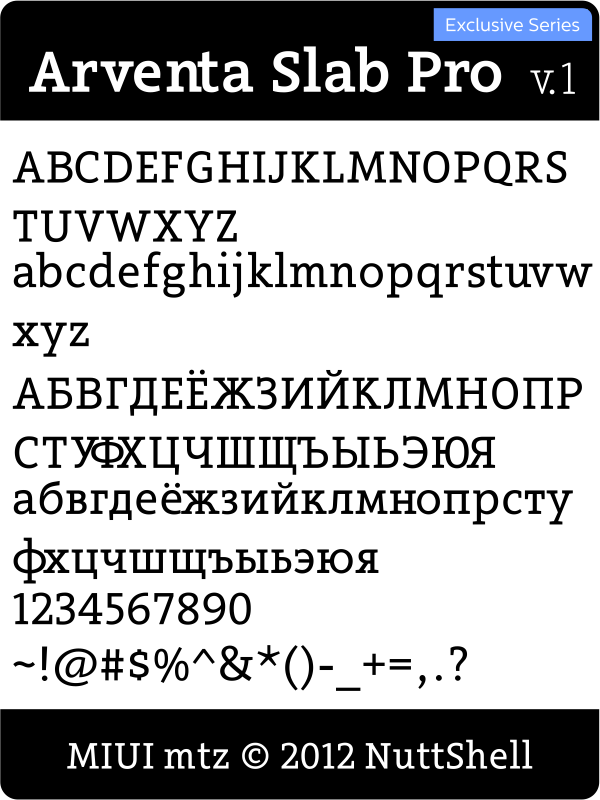 Exclusive Series
Arventa Slab Pro v.1
ABCDEFGHIJKLMNOPQRS
TUVWXYZ
abcdefghijklmnopqrstuvw
xyz
АБВГДЕЁЖЗИЙКЛМНОПР
СТУФХЦЧШЩЪЫЬЭЮЯ
абвгдеёжзийклмнопрсту
фхцчшщъыьэюя
1234567890
~!@#$%^&*()-_+=,.?
MIUI mtz © 2012 NuttShell